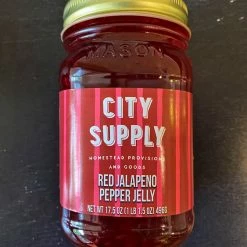 MASON
CITY
SUPPLY
HOMESTEAD PROVISIONS
AND GOODS
RED JALAPENO
PEPPER JELLY
NET WT 17.5 OZ (1 LB 1.5 OZ) 496G